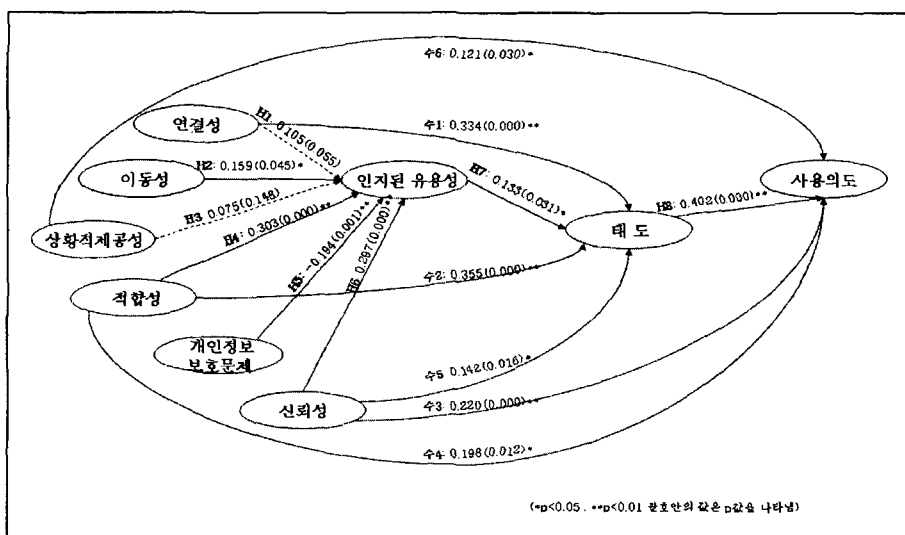 수6: 0.121(0.030)*
연결성
H1: 0.105(0.055)
수1: 0.334(0.000)**
이동성
H2: 0.159(0.045)*
인지된 유용성
H7: 0.133(0.031)*
사용의도
H3 0.075(0.148)
H8: 0.402(0.000)**
상황적제공성
H4: 0.303(0.000)**
태 도
H5: -0.194(0.001)**
H6 0.297(0.000)*
적합성
수2: 0.355(0.000)**
개인정보
보호문제
수5 0.142(0.016)*
신뢰성
수3: 0.220(0.000)**
수4: 0.198(0.012)*
(*p<0.05, **p<0.01 괄호안의 값은 p값을 나타냄)